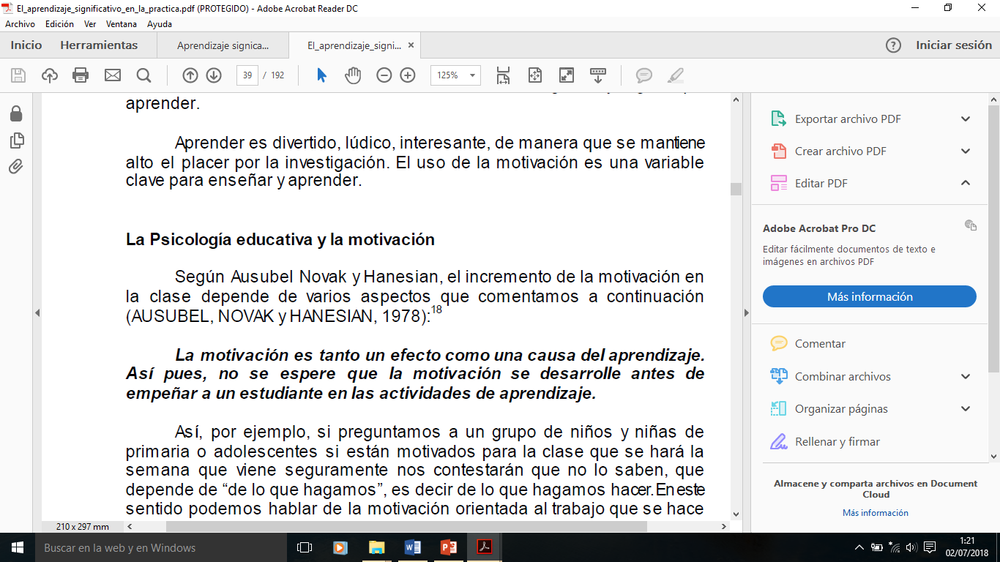 El_aprendizaje_significativo_en_la_practica.pdf (PROTEGIDO) - Adobe Acrobat Reader DC
Archivo Edición Ver Ventana Ayuda
Inicio Herramientas Aprendizaje signica... El_aprendizaje_signi... × ? Iniciar sesión
39 / 192 125%
aprender.
Aprender es divertido, lúdico, interesante, de manera que se mantiene
alto el placer por la investigación. El uso de la motivación es una variable
clave para enseñar y aprender.
La Psicología educativa y la motivación
Según Ausubel Novak y Hanesian, el incremento de la motivación en
la clase depende de varios aspectos que comentamos a continuación
(AUSUBEL, NOVAK y HANESIAN, 1978):18
La motivación es tanto un efecto como una causa del aprendizaje.
Así pues, no se espere que la motivación se desarrolle antes de
empeñar a un estudiante en las actividades de aprendizaje.
Así, por ejemplo, si preguntamos a un grupo de niños y niñas de
primaria o adolescentes si están motivados para la clase que se hará la
semana que viene seguramente nos contestarán que no lo saben, que
depende de “de lo que hagamos”, es decir de lo que hagamos hacer. En este
sentido podemos hablar de la motivación orientada al trabajo que se hace
210 x 297 mm
Exportar archivo PDF
Crear archivo PDF
Editar PDF
Adobe Acrobat Pro DC
Editar fácilmente documentos de texto e
imágenes en archivos PDF
Más información
Comentar
Combinar archivos
Organizar páginas
Rellenar y firmar
Almacene y comparta archivos en Document
Cloud
Más información
Buscar en la web y en Windows
1:21
02/07/2018